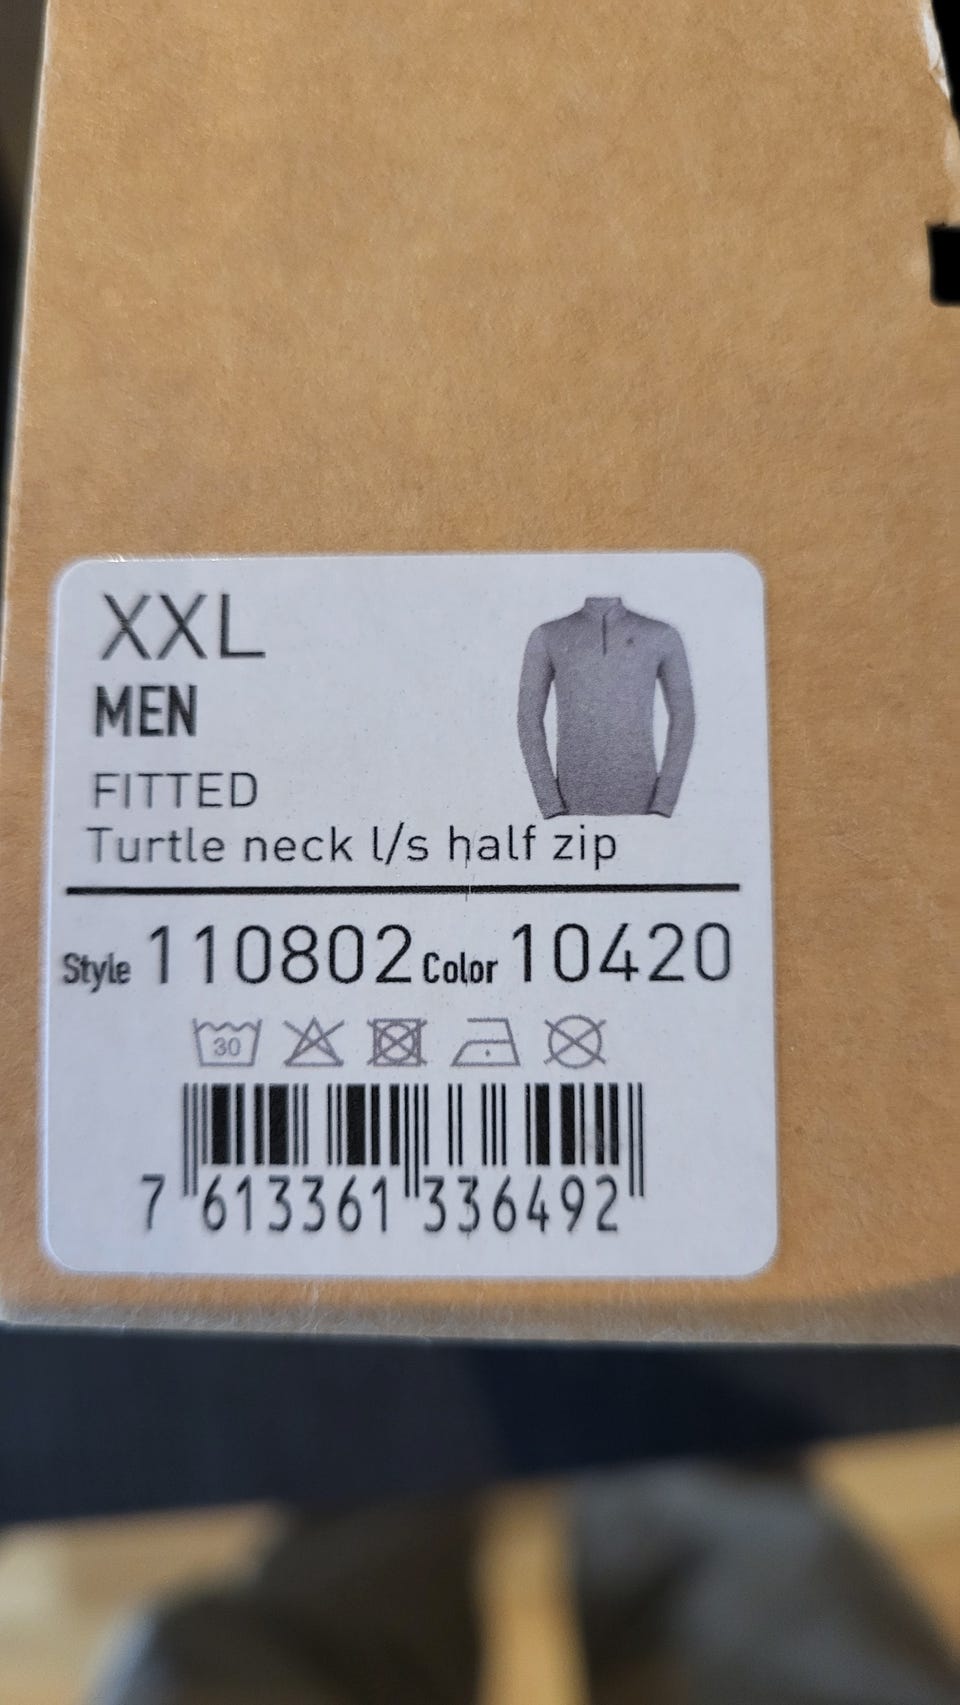 XXL
MEN
FITTED
Turtle neck l/s half zip
Style 110802 Color 10420
30
7 613361 336492